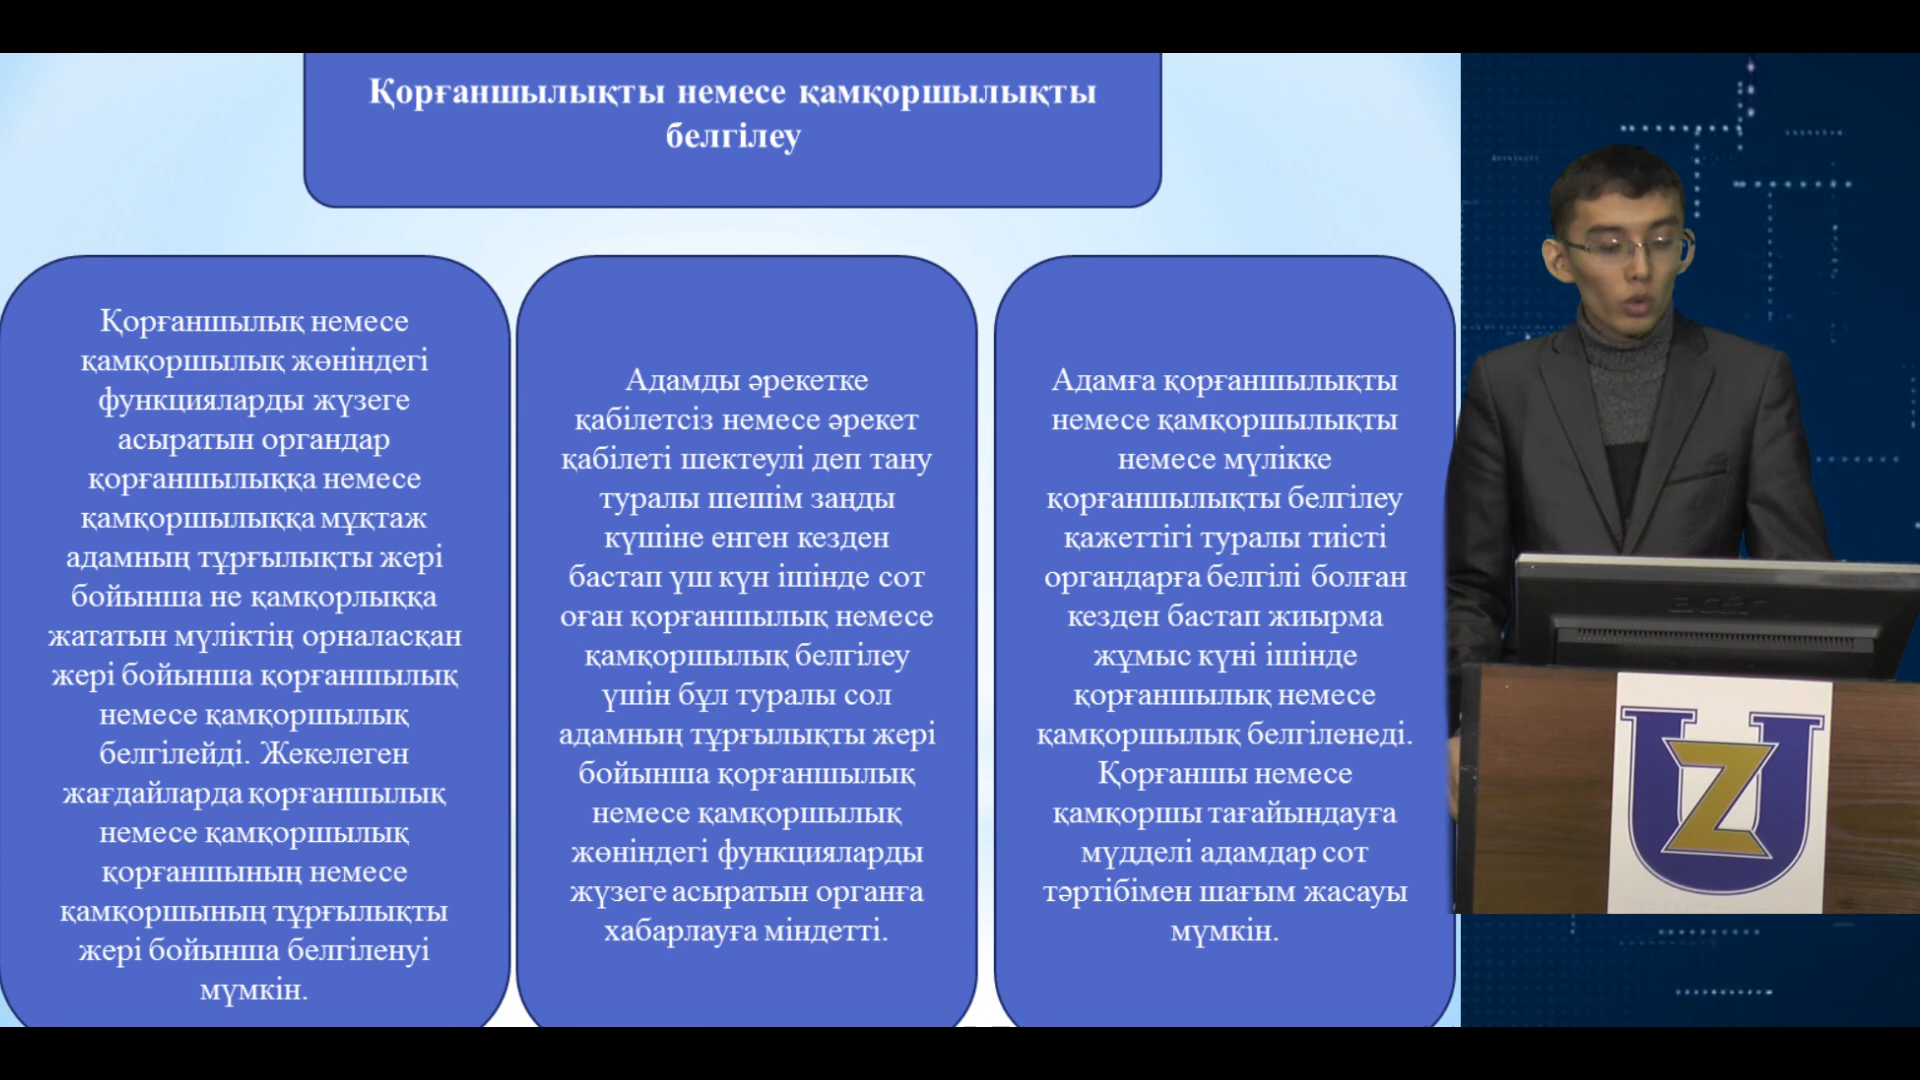 Қорғаншылықты немесе қамқоршылықты
белгілеу
Қорғаншылық немесе
қамқоршылық жөніндегі
функцияларды жүзеге
асыратын органдар
қорғаншылыққа немесе
қамқоршылыққа мұқтаж
адамның тұрғылықты жері
бойынша не қамқорлыққа
жататын мүліктің орналасқан
жері бойынша қорғаншылық
немесе қамқоршылық
белгілейді. Жекелеген
жағдайларда қорғаншылық
немесе қамқоршылық
қорғаншының немесе
қамқоршының тұрғылықты
жері бойынша белгіленуі
мүмкін.
Адамды әрекетке
қабілетсіз немесе әрекет
қабілеті шектеулі деп тану
туралы шешім заңды
күшіне енген кезден
бастап үш күн ішінде сот
оған қорғаншылық немесе
қамқоршылық белгілеу
үшін бұл туралы сол
адамның тұрғылықты жері
бойынша қорғаншылық
немесе қамқоршылық
жөніндегі функцияларды
жүзеге асыратын органға
хабарлауға міндетті.
Адамға қорғаншылықты
немесе қамқоршылықты
немесе мүлікке
қорғаншылықты белгілеу
қажеттігі туралы тиісті
органдарға белгілі болған
кезден бастап жиырма
жұмыс күні ішінде
қорғаншылық немесе
қамқоршылық белгіленеді.
Қорғаншы немесе
қамқоршы тағайындауға
мүдделі адамдар сот
тәртібімен шағым жасауы
мүмкін.
acer
UZ